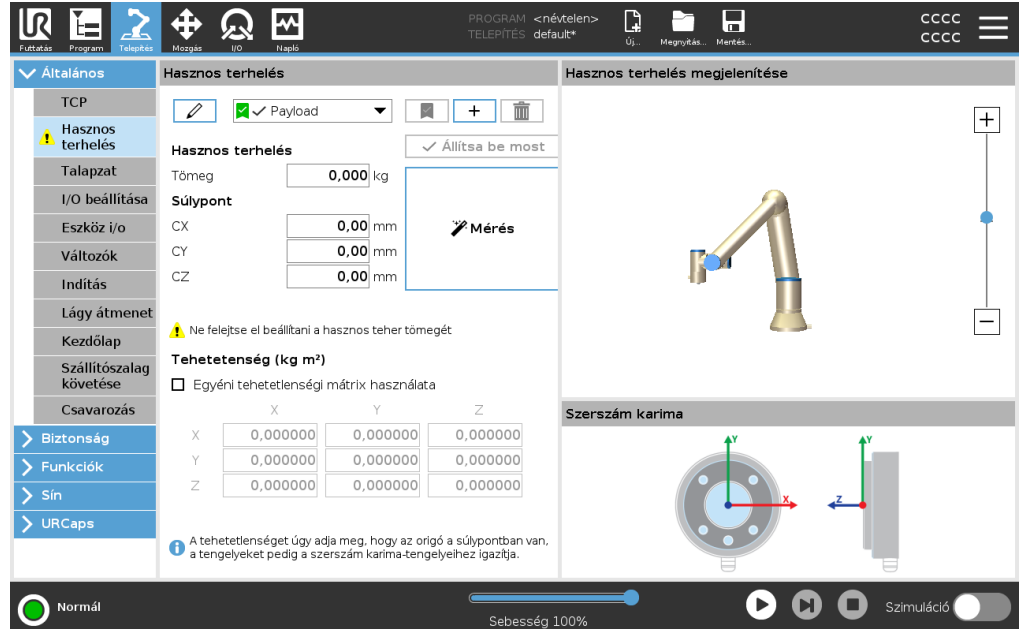 PROGRAM <névtelen>
TELEPÍTÉS default*
cccc
cccc
Futtatás
Program
Telepítés
Mozgás
I/O
Napló
Új...
Megnyitás...
Mentés...
Általános
TCP
Hasznos
terhelés
Talapzat
I/O beállítása
Eszköz i/o
Változók
Indítás
Lágy átmenet
Kezdőlap
Szállítószalag
követése
Csavarozás
Biztonság
Funkciók
Sín
URCaps
Hasznos terhelés
Payload
Állítsa be most
Hasznos terhelés
Tömeg 0,000 kg
Súlypont
CX 0,00 mm
CY 0,00 mm
CZ 0,00 mm
Mérés
Ne felejtse el beállítani a hasznos teher tömegét
Tehetetenség (kg m²)
Egyéni tehetetlenségi mátrix használata
X Y Z
X 0,000000 0,000000 0,000000
Y 0,000000 0,000000 0,000000
Z 0,000000 0,000000 0,000000
A tehetetlenséget úgy adja meg, hogy az origó a súlypontban van,
a tengelyeket pedig a szerszám karima-tengelyeihez igazítja.
Hasznos terhelés megjelenítése
Szerszám karima
Y
X
Y
Z
Normál
Sebesség 100%
Szimuláció